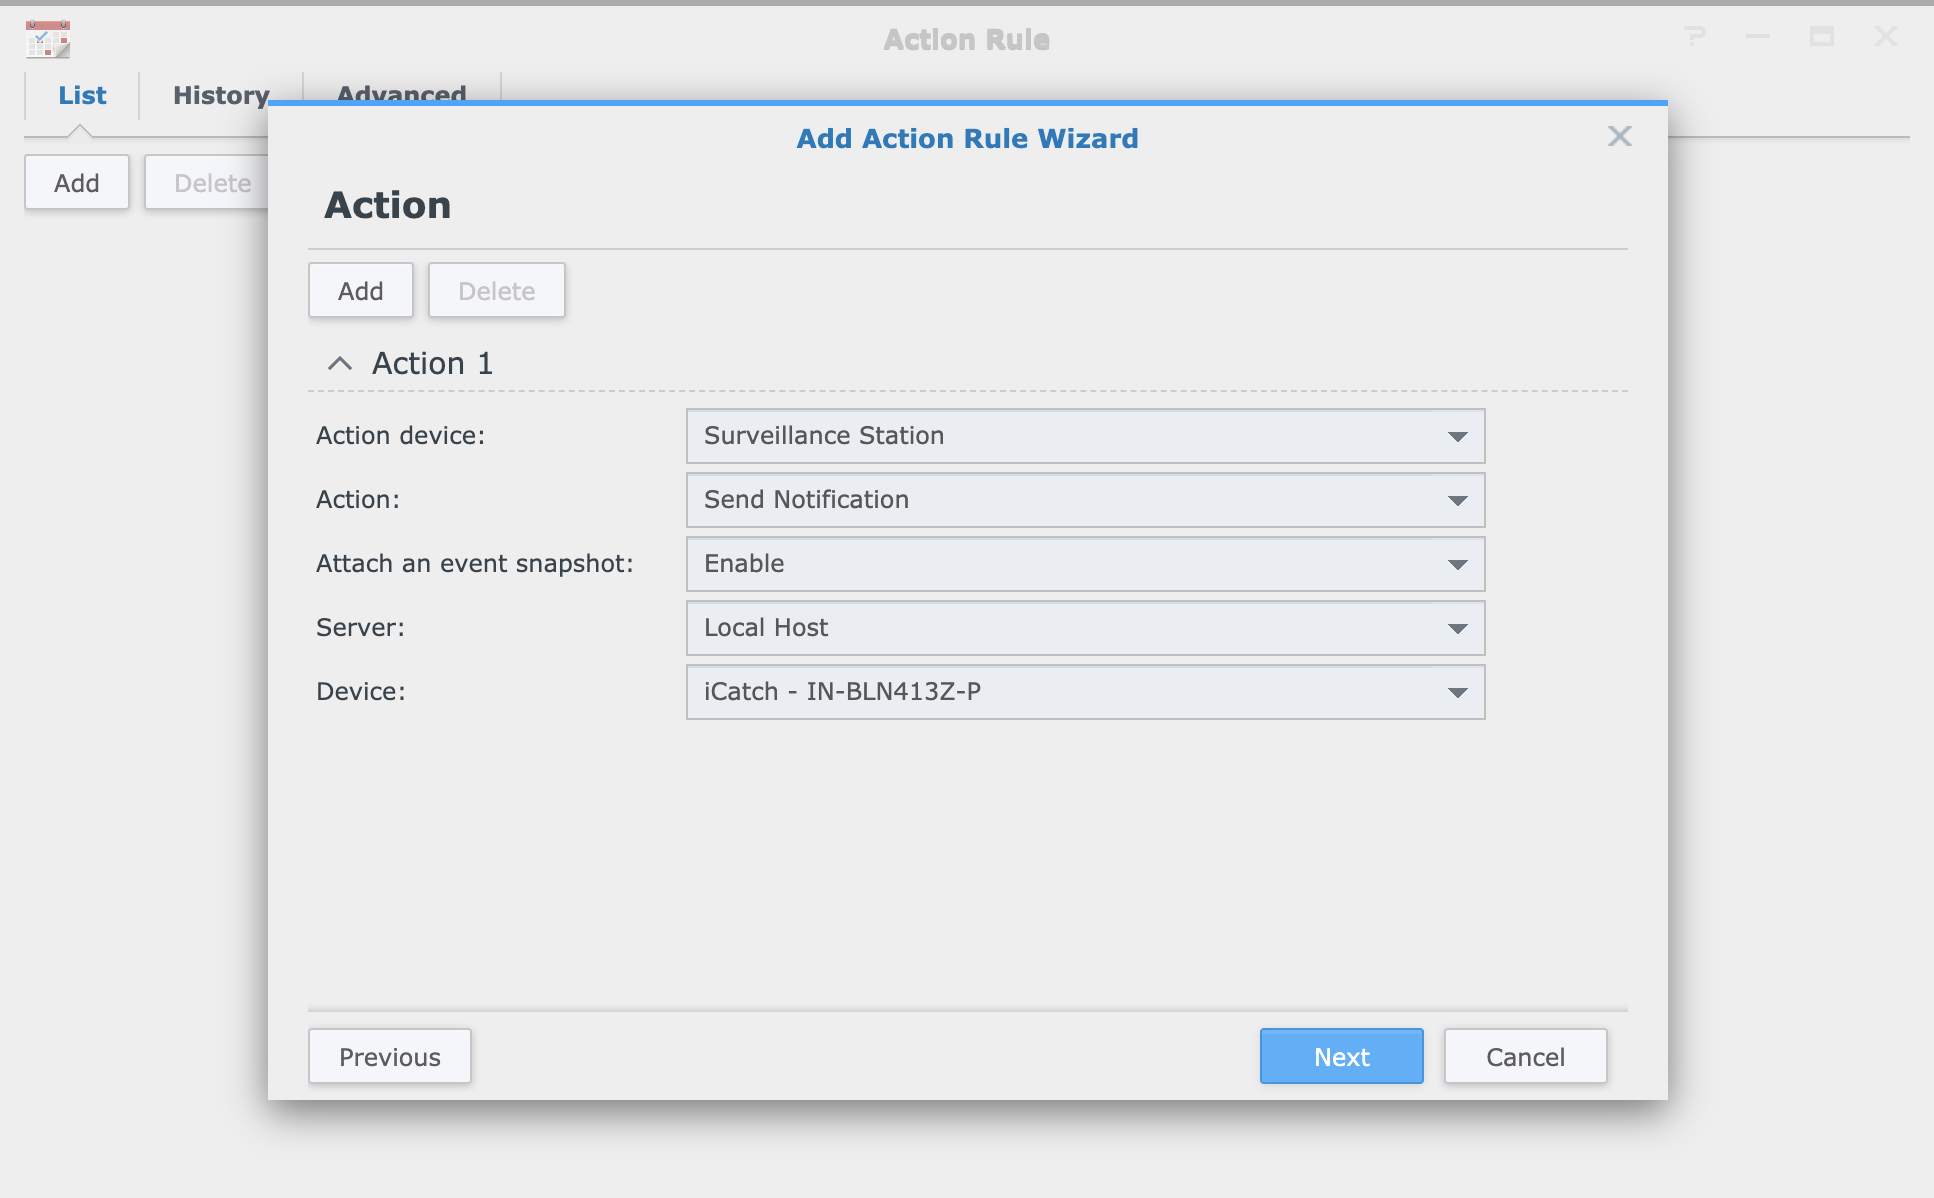 Action Rule
List
History
Advanced
Add
Delete
Add Action Rule Wizard
Action
Add
Delete
Action 1
Action device:
Surveillance Station
Action:
Send Notification
Attach an event snapshot:
Enable
Server:
Local Host
Device:
iCatch - IN-BLN413Z-P
Previous
Next
Cancel